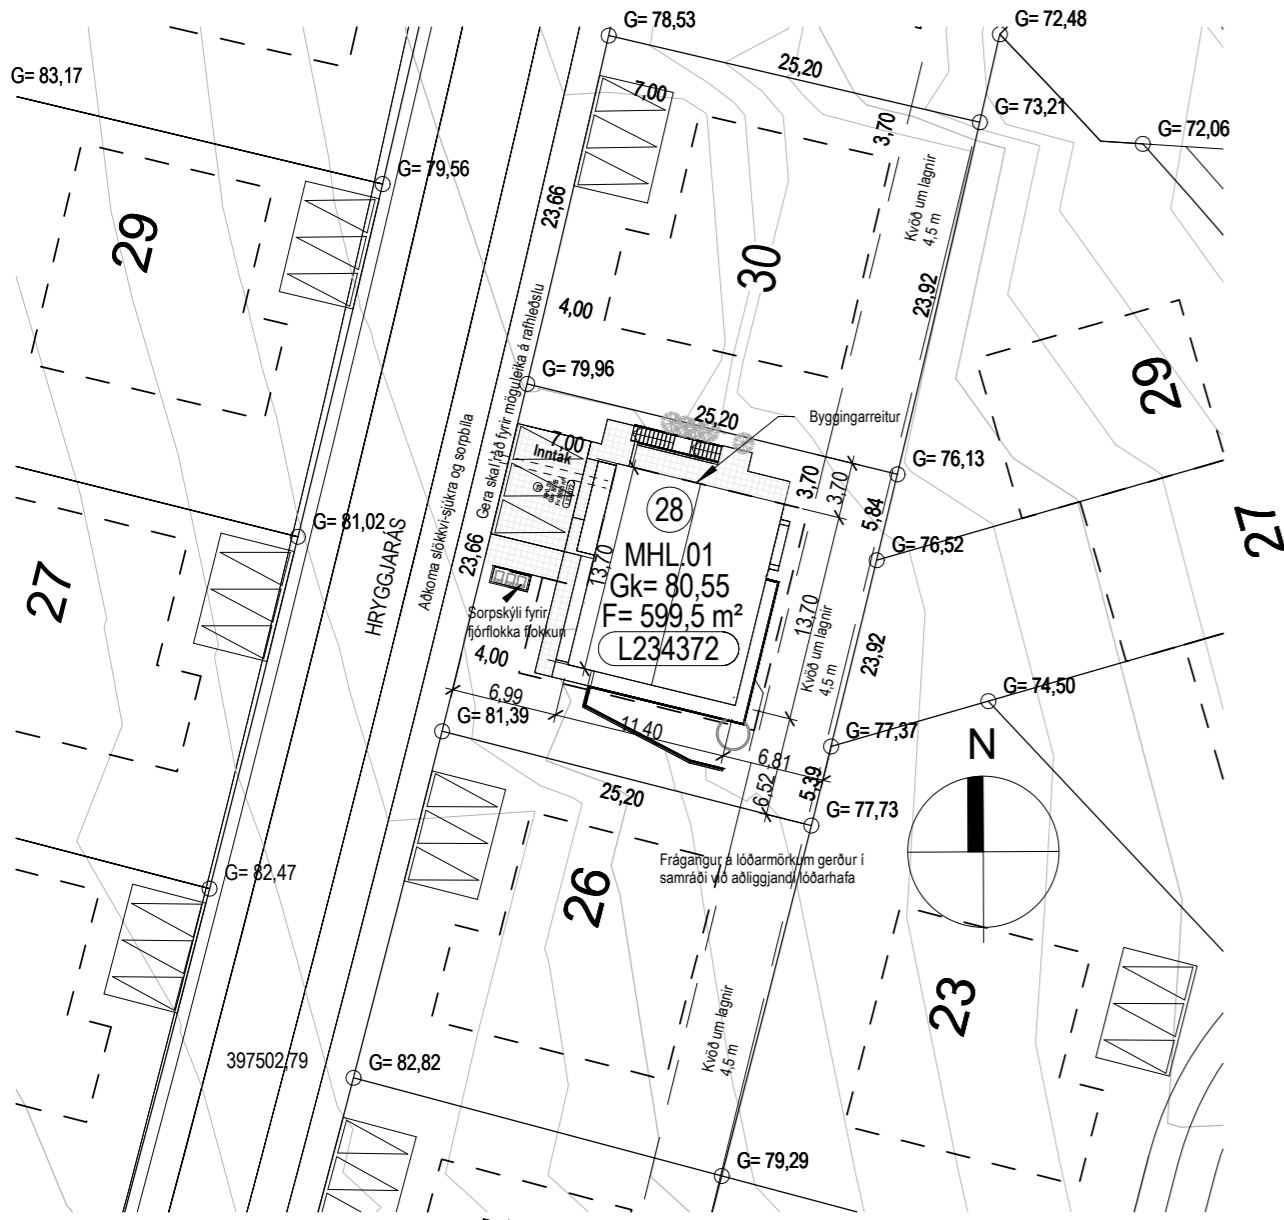 G= 78,53
G= 72,48
G= 83,17
25,20
7,00
G= 73,21
3,70
G= 72,06
G= 79,56
Kvöð um lagnir
4,5 m
23,66
29
30
23,92
4,00
Gera skal ráð fyrir möguleika á rafhleðslu
G= 79,96
29
25,20
Byggingarreitur
Aðkoma slökkvi-sjúkra og sorpbíla
7,00
Inntak
G= 76,13
3,70
3,70
5,84
28
G= 81,02
HRYGGJARÁS
27
G= 76,52
MHL.01
23,66
13,70
Gk= 80,55
27
F= 599,5 m²
13,70
Sorpskýli fyrir
fjórflokka flokkun
L234372
Kvöð um lagnir
4,5 m
23,92
4,00
6,99
G= 74,50
G= 81,39
11,40
G= 77,37
N
6,81
25,20
6,52
5,39
G= 77,73
Frágangur á lóðarmörkum gerður í
samráði við aðliggjandi lóðarhafa
G= 82,47
26
23
Kvöð um lagnir
4,5 m
397502,79
G= 82,82
G= 79,29